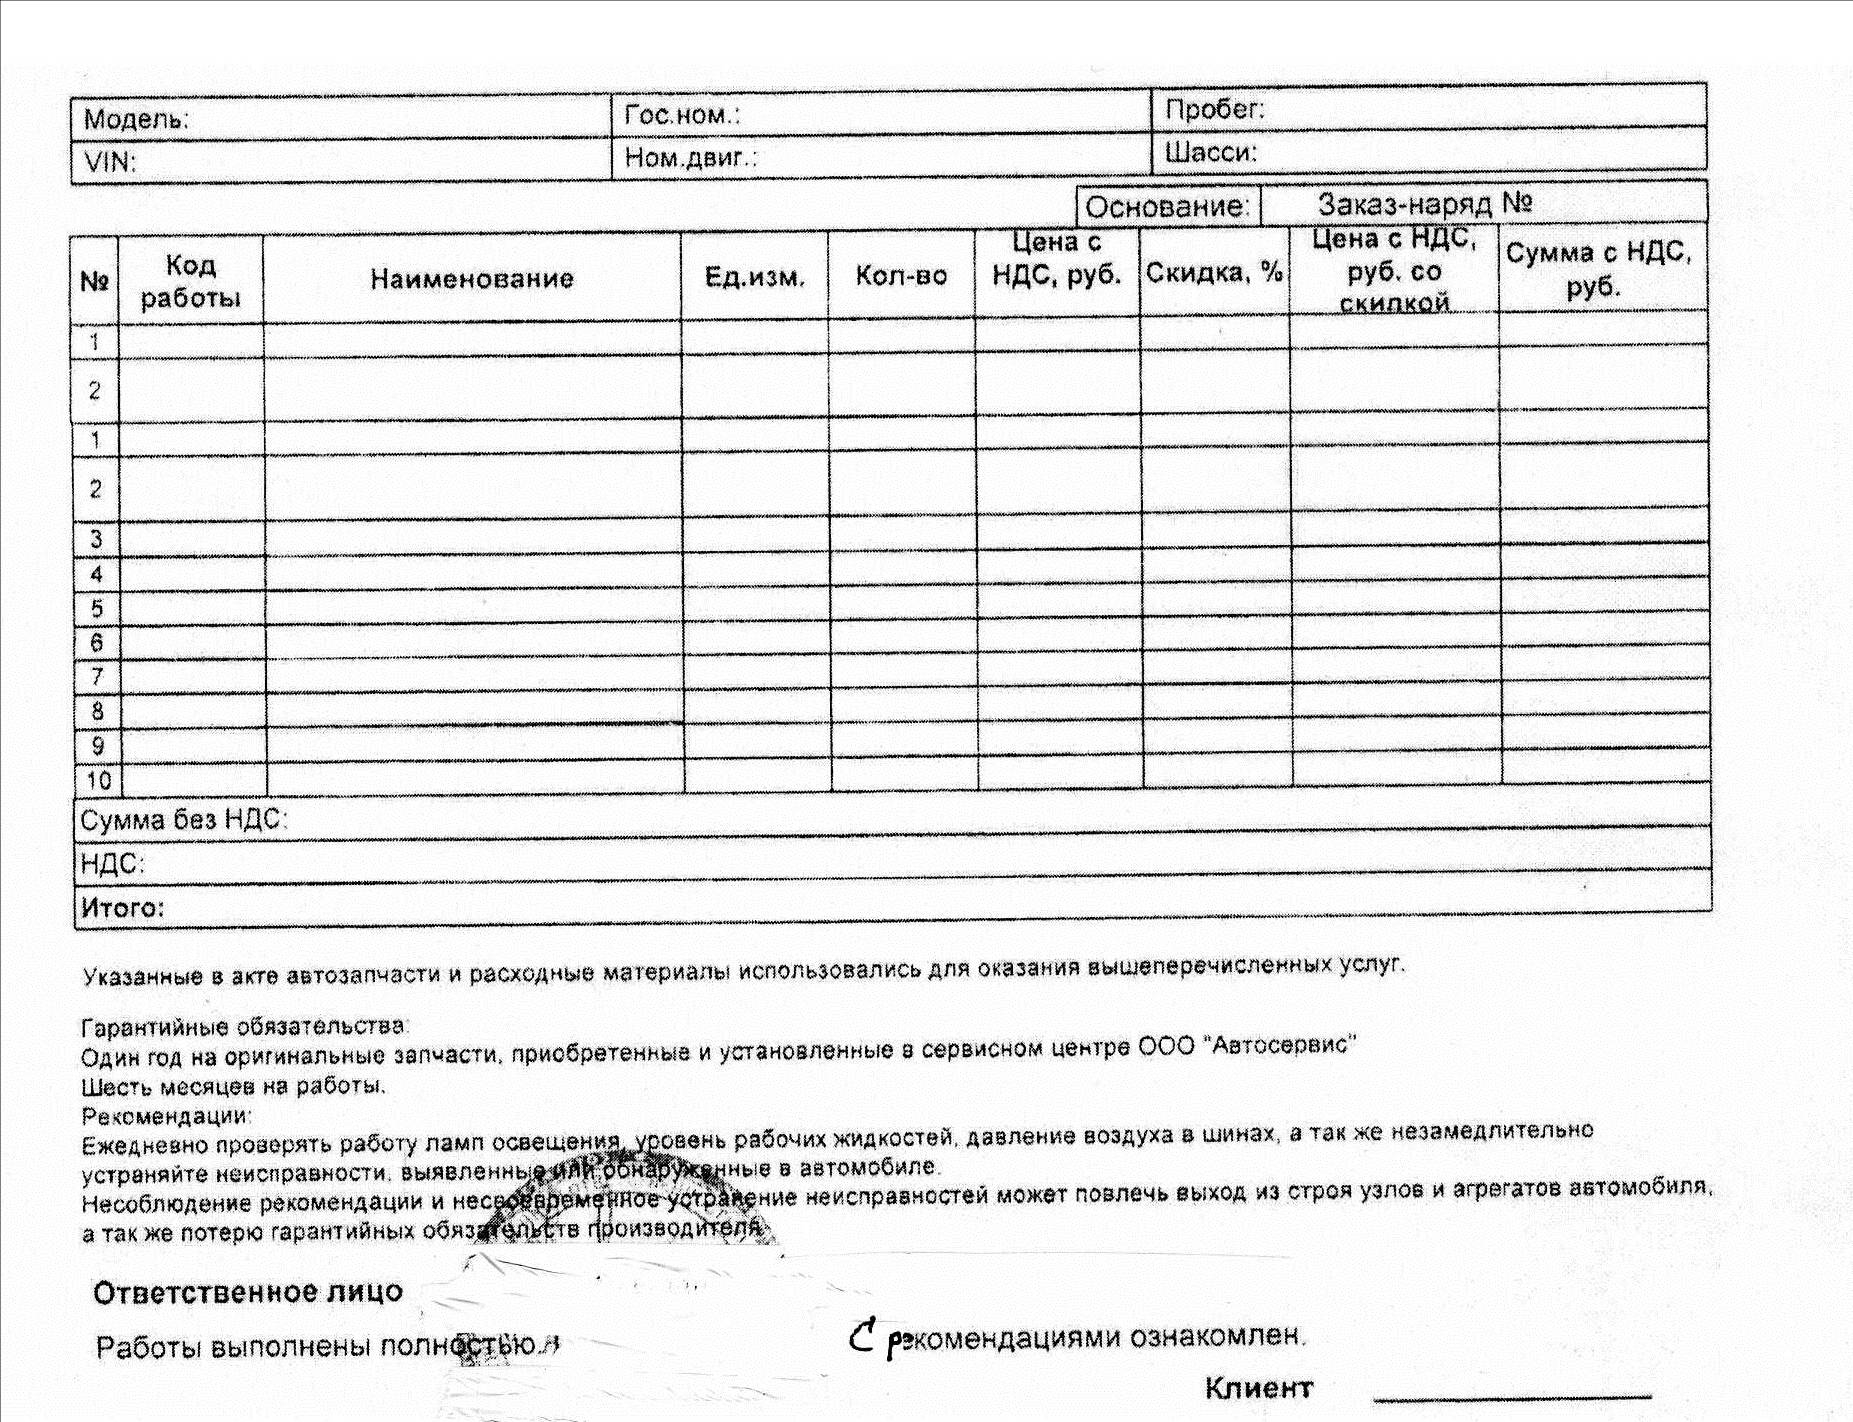 Модель: Гос.ном.: Пробег:
VIN: Ном.двиг.: Шасси:
Основание: Заказ-наряд №
№ Код работы Наименование Ед.изм. Кол-во Цена с НДС, руб. Скидка, % Цена с НДС, руб. со скидкой Сумма с НДС, руб.
1
2
1
2
3
4
5
6
7
8
9
10
Сумма без НДС:
НДС:
Итого:
Указанные в акте автозапчасти и расходные материалы использовались для оказания вышеперечисленных услуг.
Гарантийные обязательства:
Один год на оригинальные запчасти, приобретенные и установленные в сервисном центре ООО "Автосервис"
Шесть месяцев на работы.
Рекомендации:
Ежедневно проверять работу ламп освещения, уровень рабочих жидкостей, давление воздуха в шинах, а так же незамедлительно
устраняйте неисправности, выявленные или обнаруженные в автомобиле.
Несоблюдение рекомендации и несвоевременное устранение неисправностей может повлечь выход из строя узлов и агрегатов автомобиля,
а так же потерю гарантийных обязательств производителя.
Ответственное лицо
Работы выполнены полностью. С рекомендациями ознакомлен.
Клиент